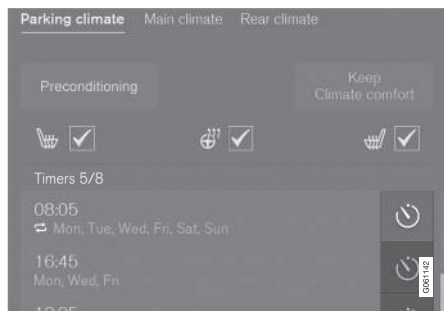 Parking climate Main climate Rear climate
Preconditioning
Keep
Climate comfort
Timers 5/8
08:05
Mon, Tue, Wed, Fri, Sat, Sun
16:45
Mon, Wed, Fri
G061142